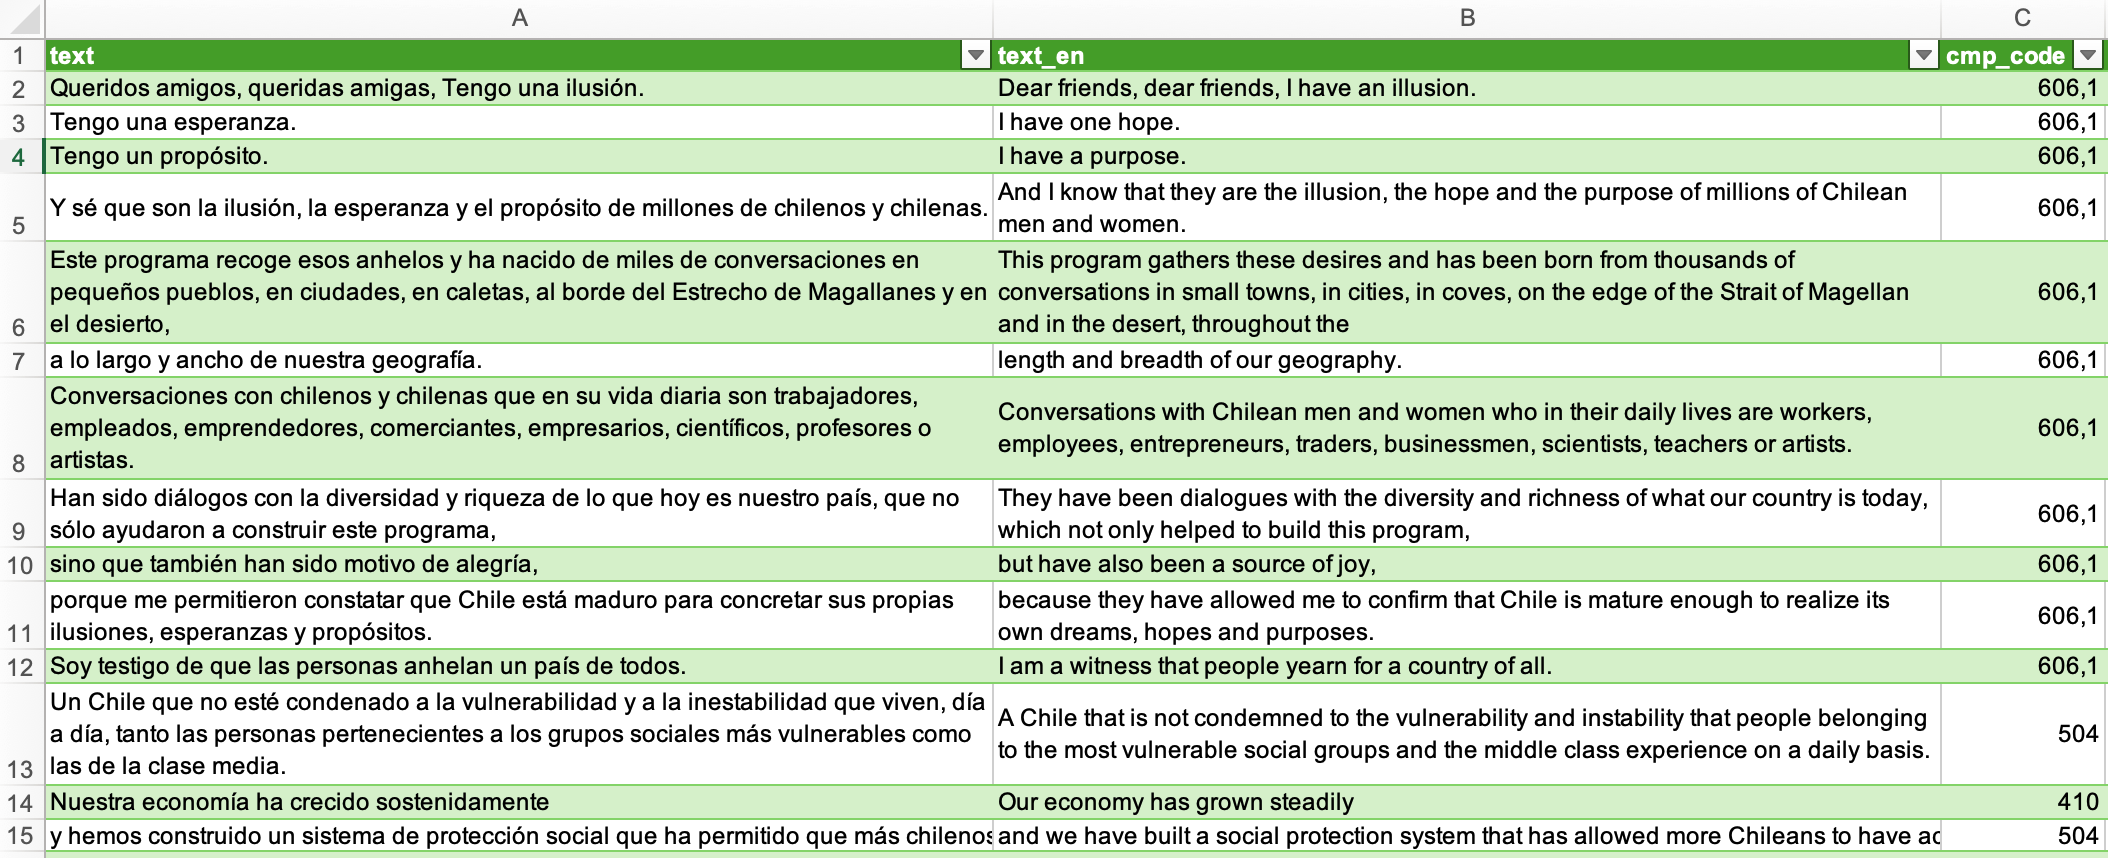 A B C
1 text text_en cmp_code
2 Queridos amigos, queridas amigas, Tengo una ilusión. Dear friends, dear friends, I have an illusion. 606,1
3 Tengo una esperanza. I have one hope. 606,1
4 Tengo un propósito. I have a purpose. 606,1
5 Y sé que son la ilusión, la esperanza y el propósito de millones de chilenos y chilenas. And I know that they are the illusion, the hope and the purpose of millions of Chilean
men and women. 606,1
6 Este programa recoge esos anhelos y ha nacido de miles de conversaciones en
pequeños pueblos, en ciudades, en caletas, al borde del Estrecho de Magallanes y en
el desierto, This program gathers these desires and has been born from thousands of
conversations in small towns, in cities, in coves, on the edge of the Strait of Magellan
and in the desert, throughout the 606,1
7 a lo largo y ancho de nuestra geografía. length and breadth of our geography. 606,1
8 Conversaciones con chilenos y chilenas que en su vida diaria son trabajadores,
empleados, emprendedores, comerciantes, empresarios, científicos, profesores o
artistas. Conversations with Chilean men and women who in their daily lives are workers,
employees, entrepreneurs, traders, businessmen, scientists, teachers or artists. 606,1
9 Han sido diálogos con la diversidad y riqueza de lo que hoy es nuestro país, que no
sólo ayudaron a construir este programa, They have been dialogues with the diversity and richness of what our country is today,
which not only helped to build this program, 606,1
10 sino que también han sido motivo de alegría, but have also been a source of joy, 606,1
11 porque me permitieron constatar que Chile está maduro para concretar sus propias
ilusiones, esperanzas y propósitos. because they have allowed me to confirm that Chile is mature enough to realize its
own dreams, hopes and purposes. 606,1
12 Soy testigo de que las personas anhelan un país de todos. I am a witness that people yearn for a country of all. 606,1
13 Un Chile que no esté condenado a la vulnerabilidad y a la inestabilidad que viven, día
a día, tanto las personas pertenecientes a los grupos sociales más vulnerables como
las de la clase media. A Chile that is not condemned to the vulnerability and instability that people belonging
to the most vulnerable social groups and the middle class experience on a daily basis. 504
14 Nuestra economía ha crecido sostenidamente Our economy has grown steadily 410
15 y hemos construido un sistema de protección social que ha permitido que más chilenos and we have built a social protection system that has allowed more Chileans to have 504